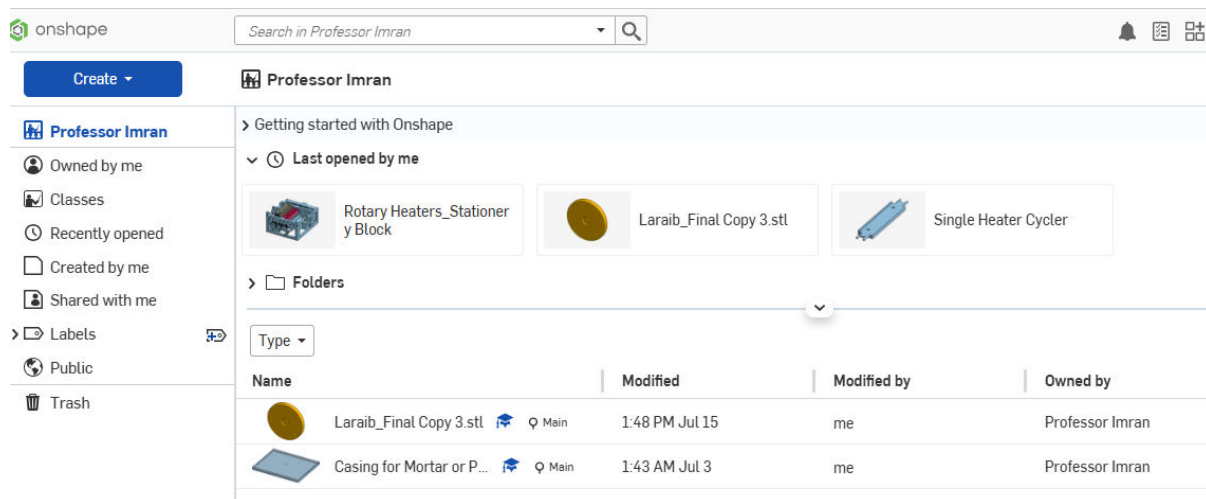 onshape
Search in Professor Imran
Create
Professor Imran
Professor Imran
Getting started with Onshape
Owned by me
Last opened by me
Classes
Rotary Heaters_Stationer
y Block
Laraib_Final Copy 3.stl
Single Heater Cycler
Recently opened
Created by me
Shared with me
Folders
Labels
Type
Public
Name Modified Modified by Owned by
Trash
Laraib_Final Copy 3.stl Main 1:48 PM Jul 15 me Professor Imran
Casing for Mortar or P... Main 1:43 AM Jul 3 me Professor Imran